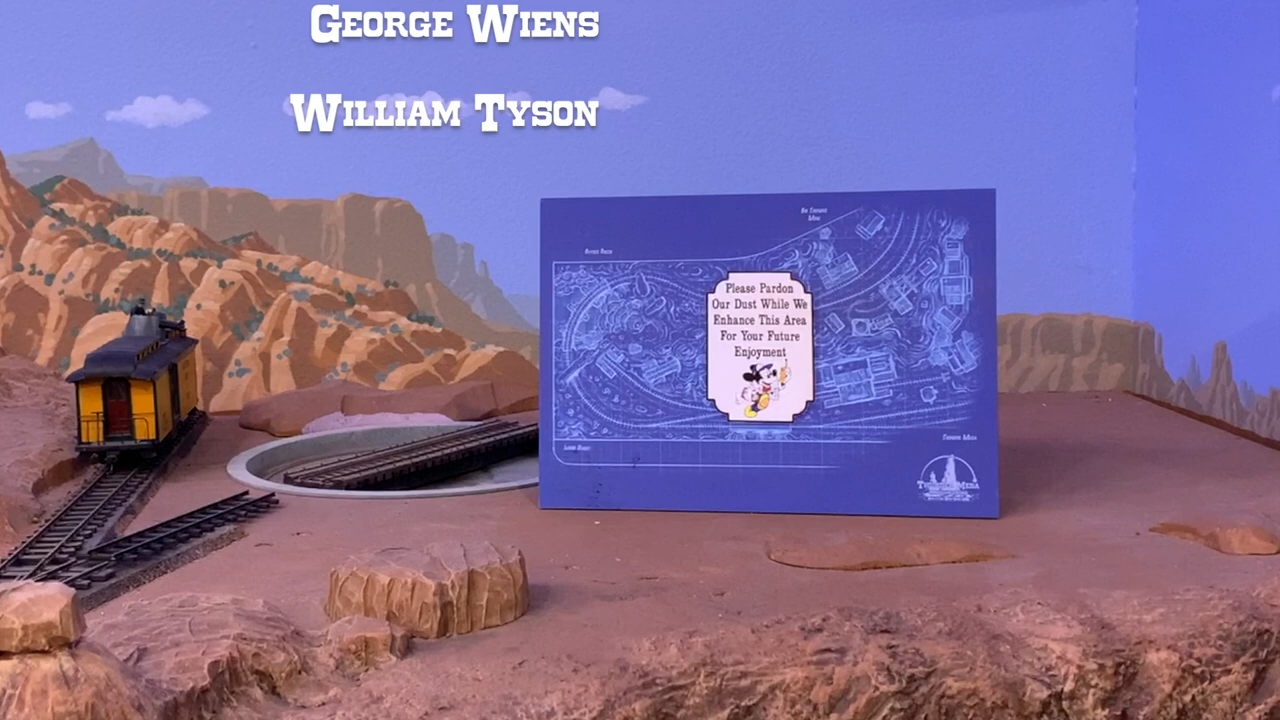 GEORGE WIENS
WILLIAM TYSON
Please Pardon
Our Dust While We
Enhance This Area
For Your Future
Enjoyment